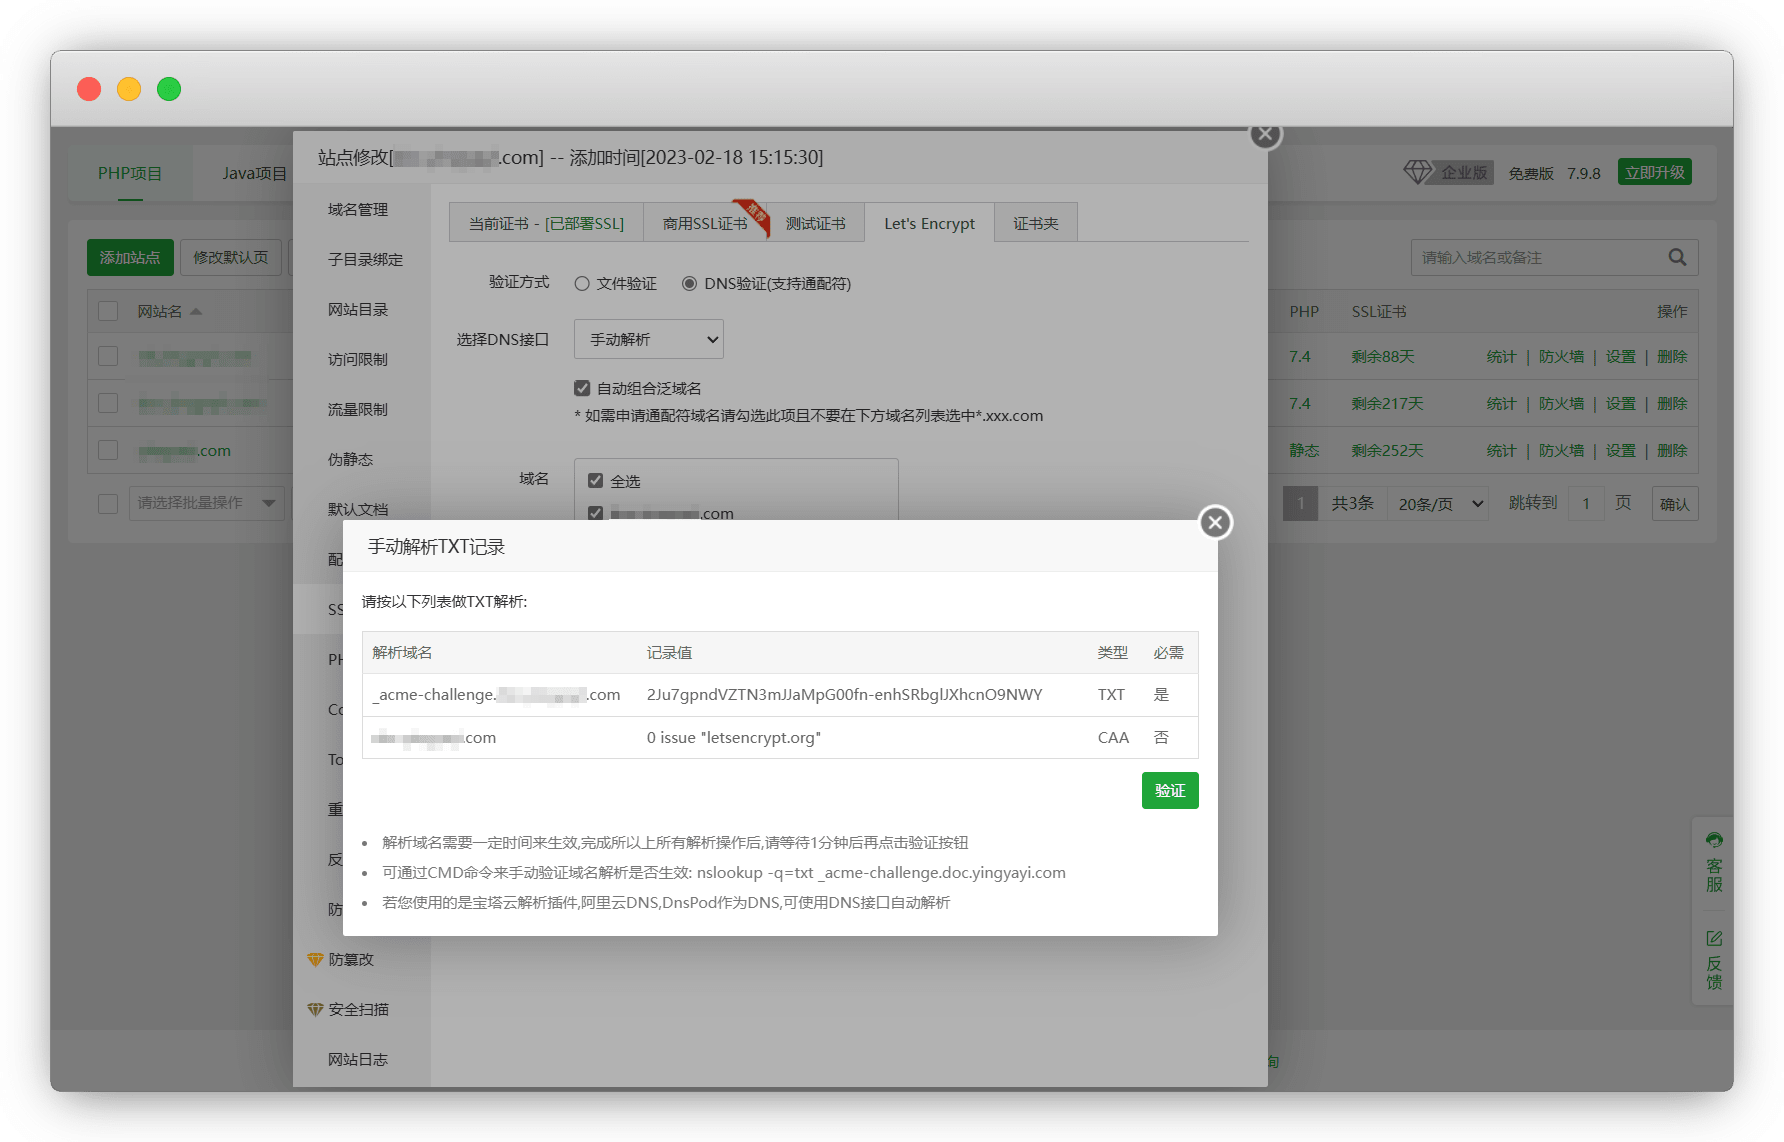 PHP项目
Java项目
企业版
免费版 7.9.8
立即升级
添加站点
修改默认页
请输入域名或备注
网站名
PHP
SSL证书
操作
7.4
剩余88天
统计 | 防火墙 | 设置 | 删除
7.4
剩余217天
统计 | 防火墙 | 设置 | 删除
.com
静态
剩余252天
统计 | 防火墙 | 设置 | 删除
请选择批量操作
1
共3条
20条/页
跳转到
1
页
确认
站点修改[ .com] -- 添加时间[2023-02-18 15:15:30]
域名管理
子目录绑定
网站目录
访问限制
流量限制
伪静态
默认文档
配
SS
PH
Co
To
重
反
防
防篡改
安全扫描
网站日志
当前证书 - [已部署SSL]
商用SSL证书
推荐
测试证书
Let's Encrypt
证书夹
验证方式
文件验证
DNS验证(支持通配符)
选择DNS接口
手动解析
自动组合泛域名
* 如需申请通配符域名请勾选此项目不要在下方域名列表选中*.xxx.com
域名
全选
.com
手动解析TXT记录
请按以下列表做TXT解析:
解析域名 记录值 类型 必需
_acme-challenge. .com 2Ju7gpndVZTN3mJJaMpG00fn-enhSRbglJXhcnO9NWY TXT 是
.com 0 issue "letsencrypt.org" CAA 否
验证
解析域名需要一定时间来生效,完成所以上所有解析操作后,请等待1分钟后再点击验证按钮
可通过CMD命令来手动验证域名解析是否生效: nslookup -q=txt _acme-challenge.doc.yingyayi.com
若您使用的是宝塔云解析插件,阿里云DNS,DnsPod作为DNS,可使用DNS接口自动解析
客服
反馈
询